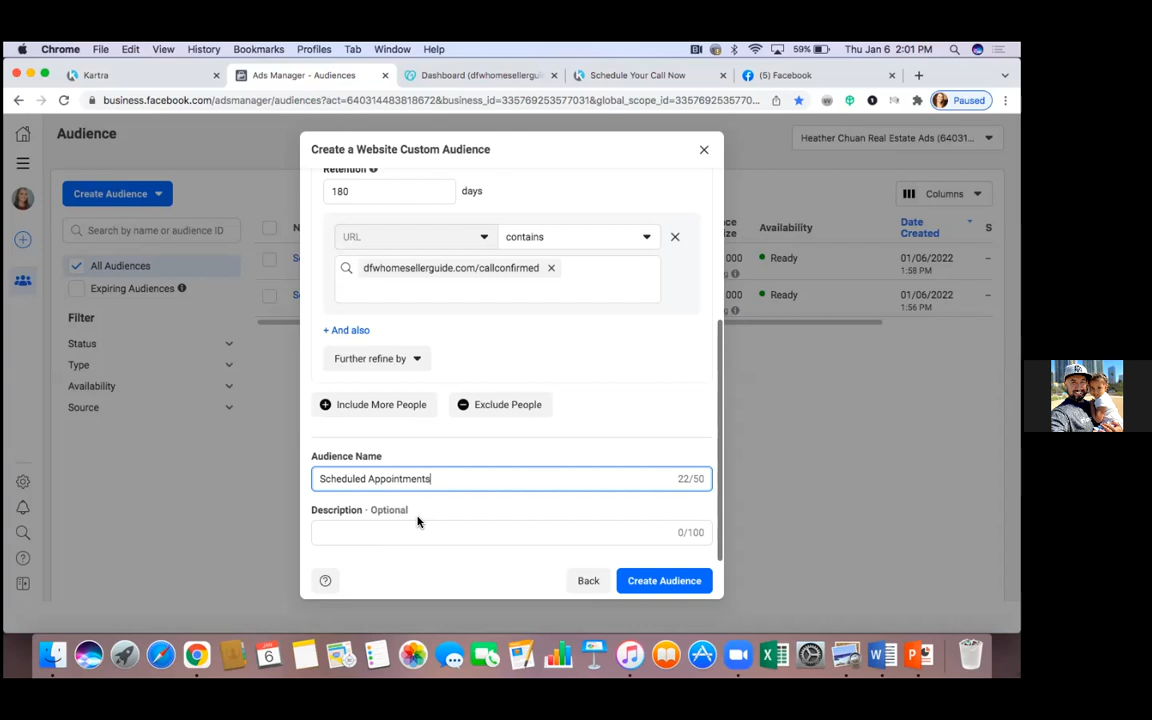 Chrome File Edit View History Bookmarks Profiles Tab Window Help 59% Thu Jan 6 2:01 PM
Kartra Ads Manager - Audiences Dashboard (dfwhomesellergui Schedule Your Call Now (5) Facebook
business.facebook.com/adsmanager/audiences?act=640314483818672&business_id=335769253577031&global_scope_id=3357692535770... Paused
Audience
Heather Chuan Real Estate Ads (64031...
Create a Website Custom Audience
Create Audience
Columns
Search by name or audience ID
All Audiences
Expiring Audiences
Filter
Status
Type
Availability
Source
Availability
Date
Created
S
000
Ready
01/06/2022
1:58 PM
–
000
Ready
01/06/2022
1:56 PM
–
Retention
180 days
URL contains
dfwhomesellerguide.com/callconfirmed
+ And also
Further refine by
Include More People Exclude People
Audience Name
Scheduled Appointments 22/50
Description · Optional
0/100
Back Create Audience